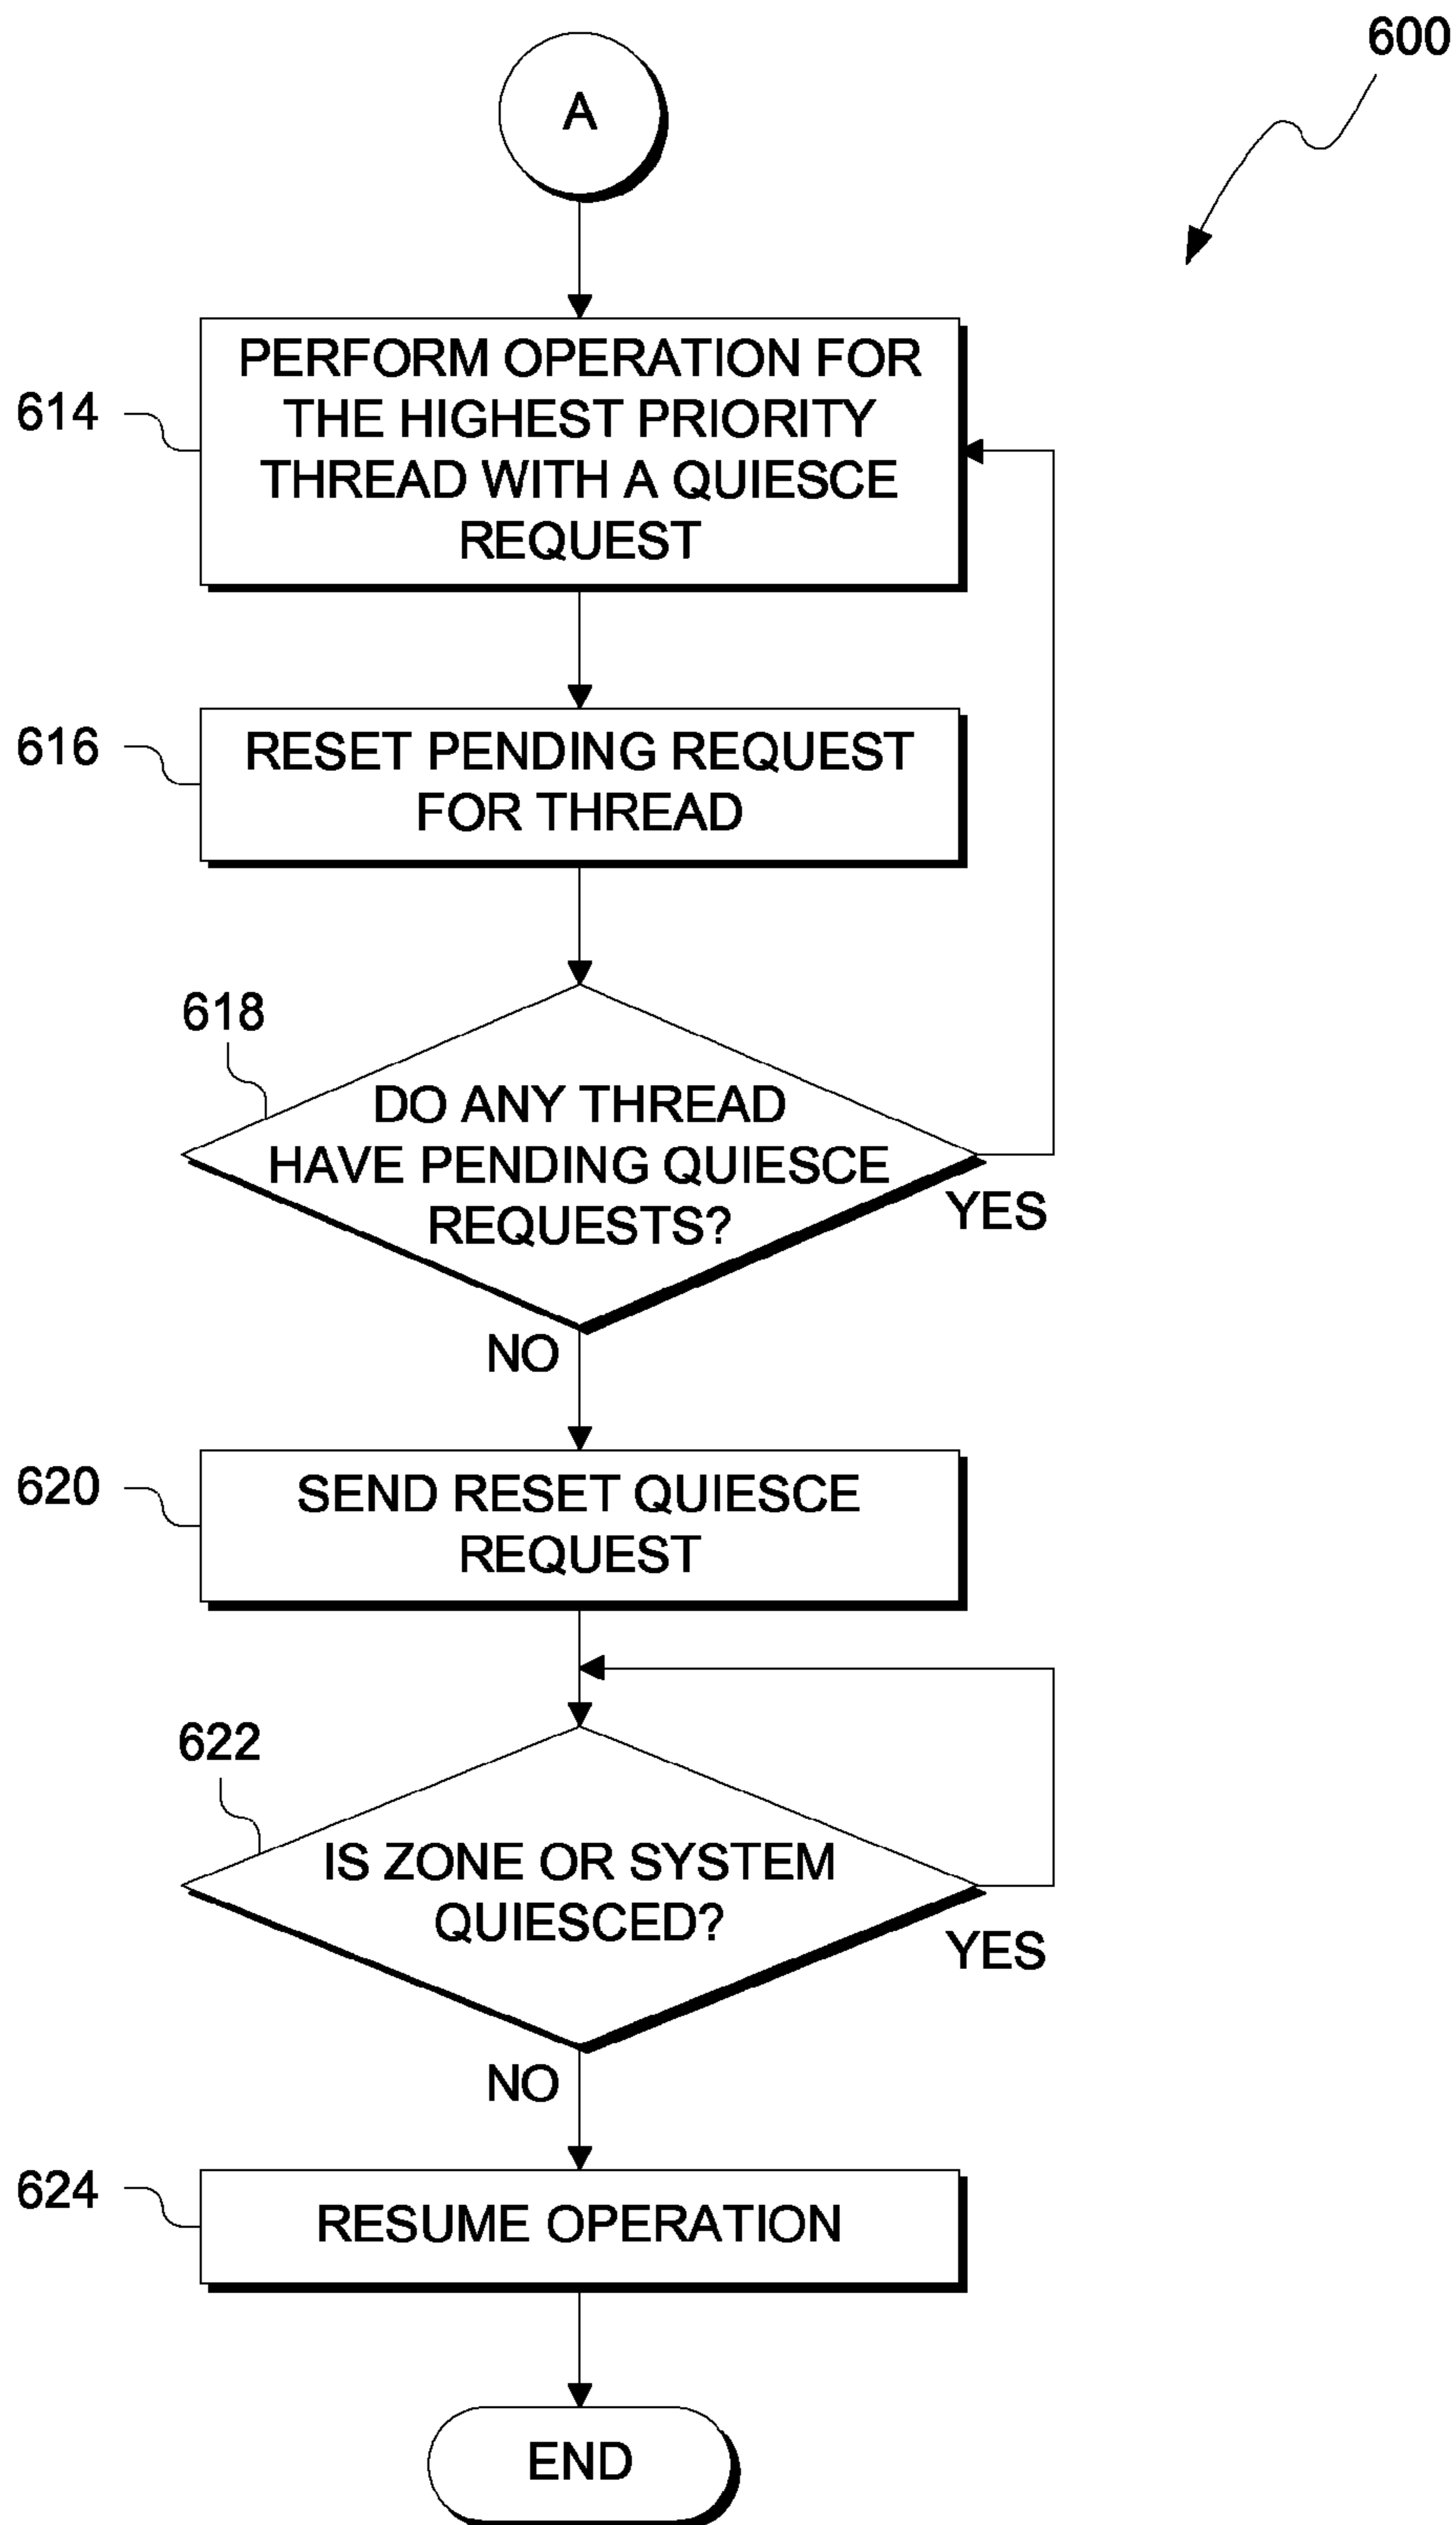 600
A
PERFORM OPERATION FOR
THE HIGHEST PRIORITY
THREAD WITH A QUIESCE
REQUEST
614
RESET PENDING REQUEST
FOR THREAD
616
618
DO ANY THREAD
HAVE PENDING QUIESCE
REQUESTS?
YES
NO
SEND RESET QUIESCE
REQUEST
620
622
IS ZONE OR SYSTEM
QUIESCED?
YES
NO
624
RESUME OPERATION
END